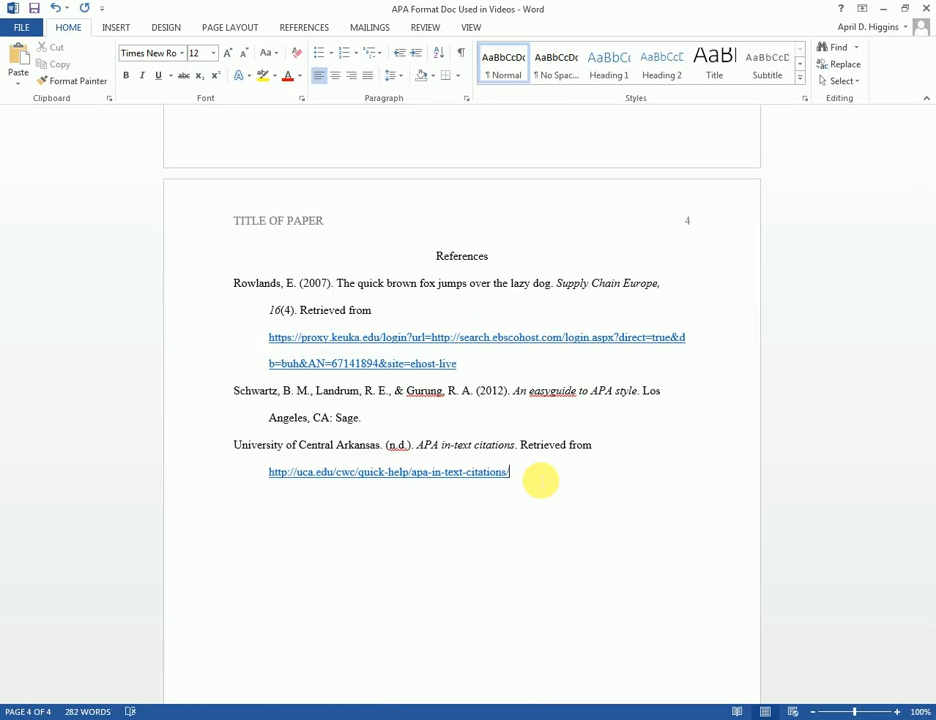 APA Format Doc Used in Videos - Word
FILE HOME INSERT DESIGN PAGE LAYOUT REFERENCES MAILINGS REVIEW VIEW April D. Higgins
Paste
Cut
Copy
Format Painter
Clipboard
Times New Ro 12
Font
Paragraph
AaBbCcDc AaBbCcDc AaBbC AaBbCcD AaBb AaBbCcD
¶ Normal ¶ No Spac... Heading 1 Heading 2 Title Subtitle
Styles
Find
Replace
Select
Editing
TITLE OF PAPER 4
References
Rowlands, E. (2007). The quick brown fox jumps over the lazy dog. Supply Chain Europe,
16(4). Retrieved from
https://proxy.keuka.edu/login?url=http://search.ebscohost.com/login.aspx?direct=true&d
b=buh&AN=67141894&site=ehost-live
Schwartz, B. M., Landrum, R. E., & Gurung, R. A. (2012). An easyguide to APA style. Los
Angeles, CA: Sage.
University of Central Arkansas. (n.d.). APA in-text citations. Retrieved from
http://uca.edu/cwc/quick-help/apa-in-text-citations/
PAGE 4 OF 4 282 WORDS 100%